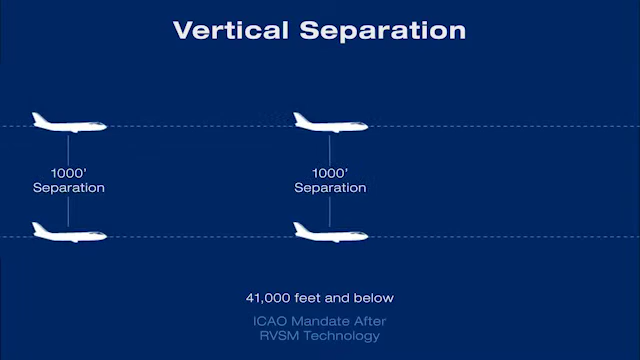 Vertical Separation
1000'
Separation
1000'
Separation
41,000 feet and below
ICAO Mandate After
RVSM Technology